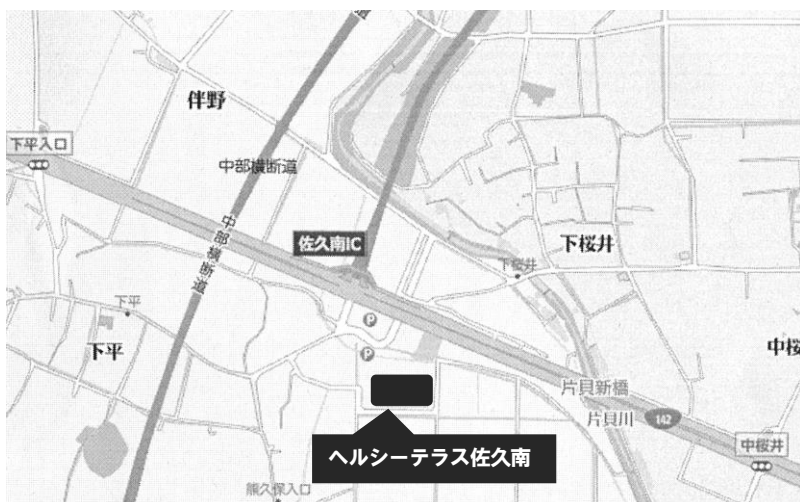 道
伴野
下平入口
中部横断道
中部横断道
佐久南IC
下桜井
下桜井
下平
下平
P
P
中桜
片貝新橋
片貝川
142
中桜井
ヘルシーテラス佐久南
熊久保入口